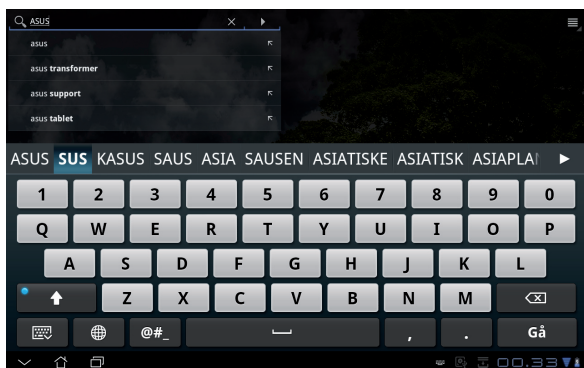 ASUS
asus
asus transformer
asus support
asus tablet
ASUS SUS KASUS SAUS ASIA SAUSEN ASIATISKE ASIATISK ASIAPLAN
1 2 3 4 5 6 7 8 9 0
Q W E R T Y U I O P
A S D F G H J K L
Z X C V B N M
@#_ , . Gå
00.33